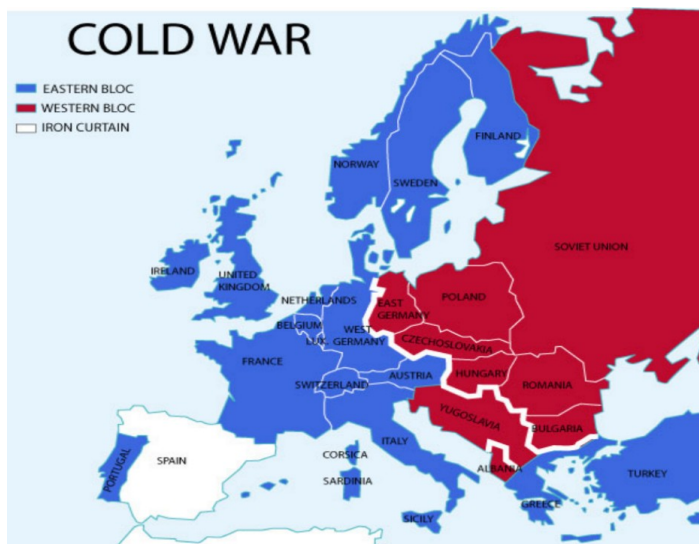 COLD WAR
EASTERN BLOC
WESTERN BLOC
IRON CURTAIN
FINLAND
NORWAY
SWEDEN
SOVIET UNION
IRELAND
UNITED
KINGDOM
NETHERLANDS
EAST
GERMANY
POLAND
BELGIUM
WEST
GERMANY
LUK.
CZECHOSLOVAKIA
FRANCE
AUSTRIA
HUNGARY
SWITZERLAND
ROMANIA
YUGOSLAVIA
BULGARIA
ITALY
CORSICA
SPAIN
PORTUGAL
ALBANIA
TURKEY
SARDINIA
GREECE
SICILY